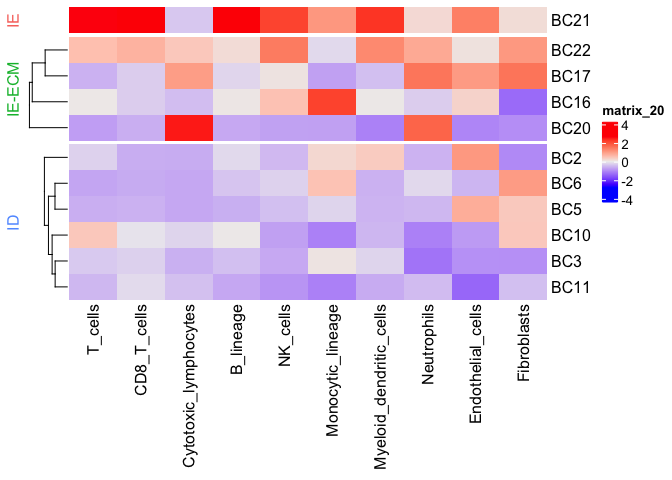 IE
BC21
IE-ECM
BC22
BC17
BC16
BC20
ID
BC2
BC6
BC5
BC10
BC3
BC11
T_cells
CD8_T_cells
Cytotoxic_lymphocytes
B_lineage
NK_cells
Monocytic_lineage
Myeloid_dendritic_cells
Neutrophils
Endothelial_cells
Fibroblasts
matrix_20
4
2
0
-2
-4